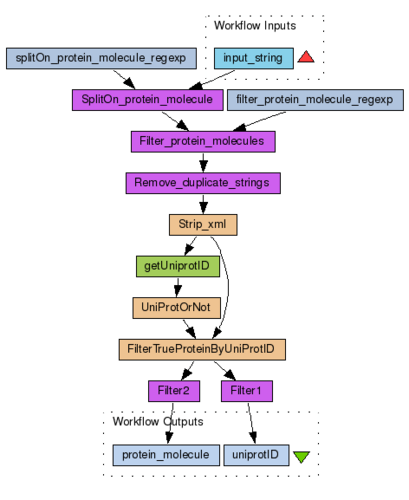 Workflow Inputs
splitOn_protein_molecule_regexp
input_string
SplitOn_protein_molecule
filter_protein_molecule_regexp
Filter_protein_molecules
Remove_duplicate_strings
Strip_xml
getUniprotID
UniProtOrNot
FilterTrueProteinByUniProtID
Filter2
Filter1
Workflow Outputs
protein_molecule
uniprotID